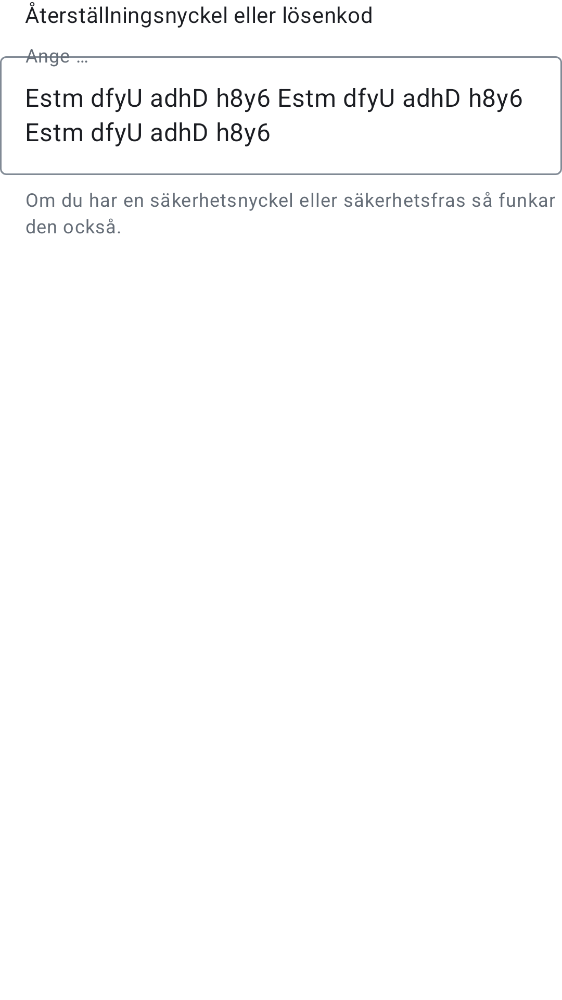 Återställningsnyckel eller lösenkod
Ange …
Estm dfyU adhD h8y6 Estm dfyU adhD h8y6
Estm dfyU adhD h8y6
Om du har en säkerhetsnyckel eller säkerhetsfras så funkar
den också.